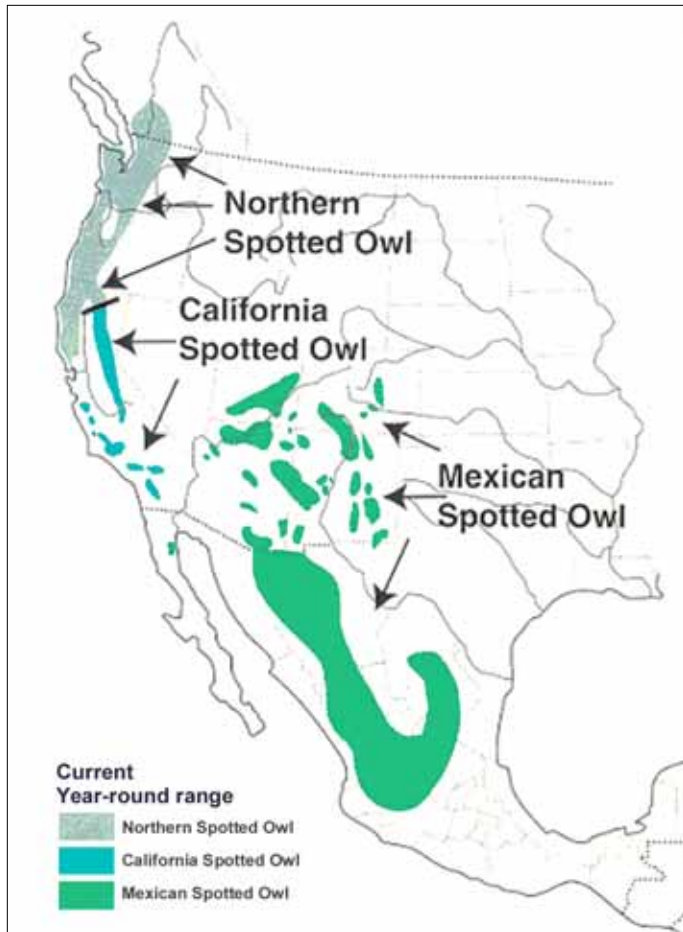 Northern
Spotted Owl
California
Spotted Owl
Mexican
Spotted Owl
Current
Year-round range
Northern Spotted Owl
California Spotted Owl
Mexican Spotted Owl